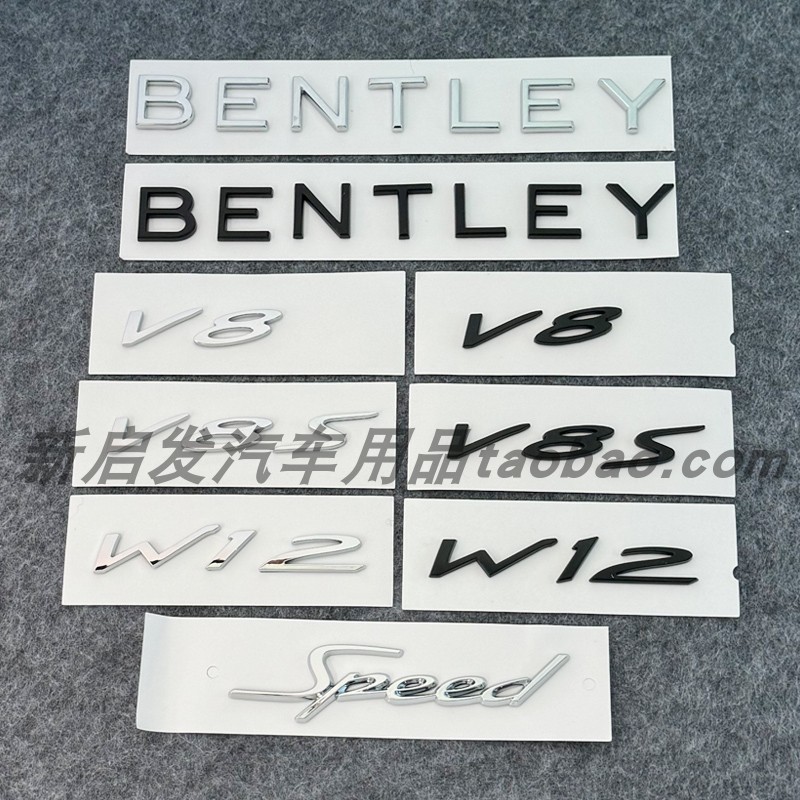 BENTLEY
BENTLEY
V8 V8
V8S V8S
新启发汽车用品taobao.com
W12 W12
Speed